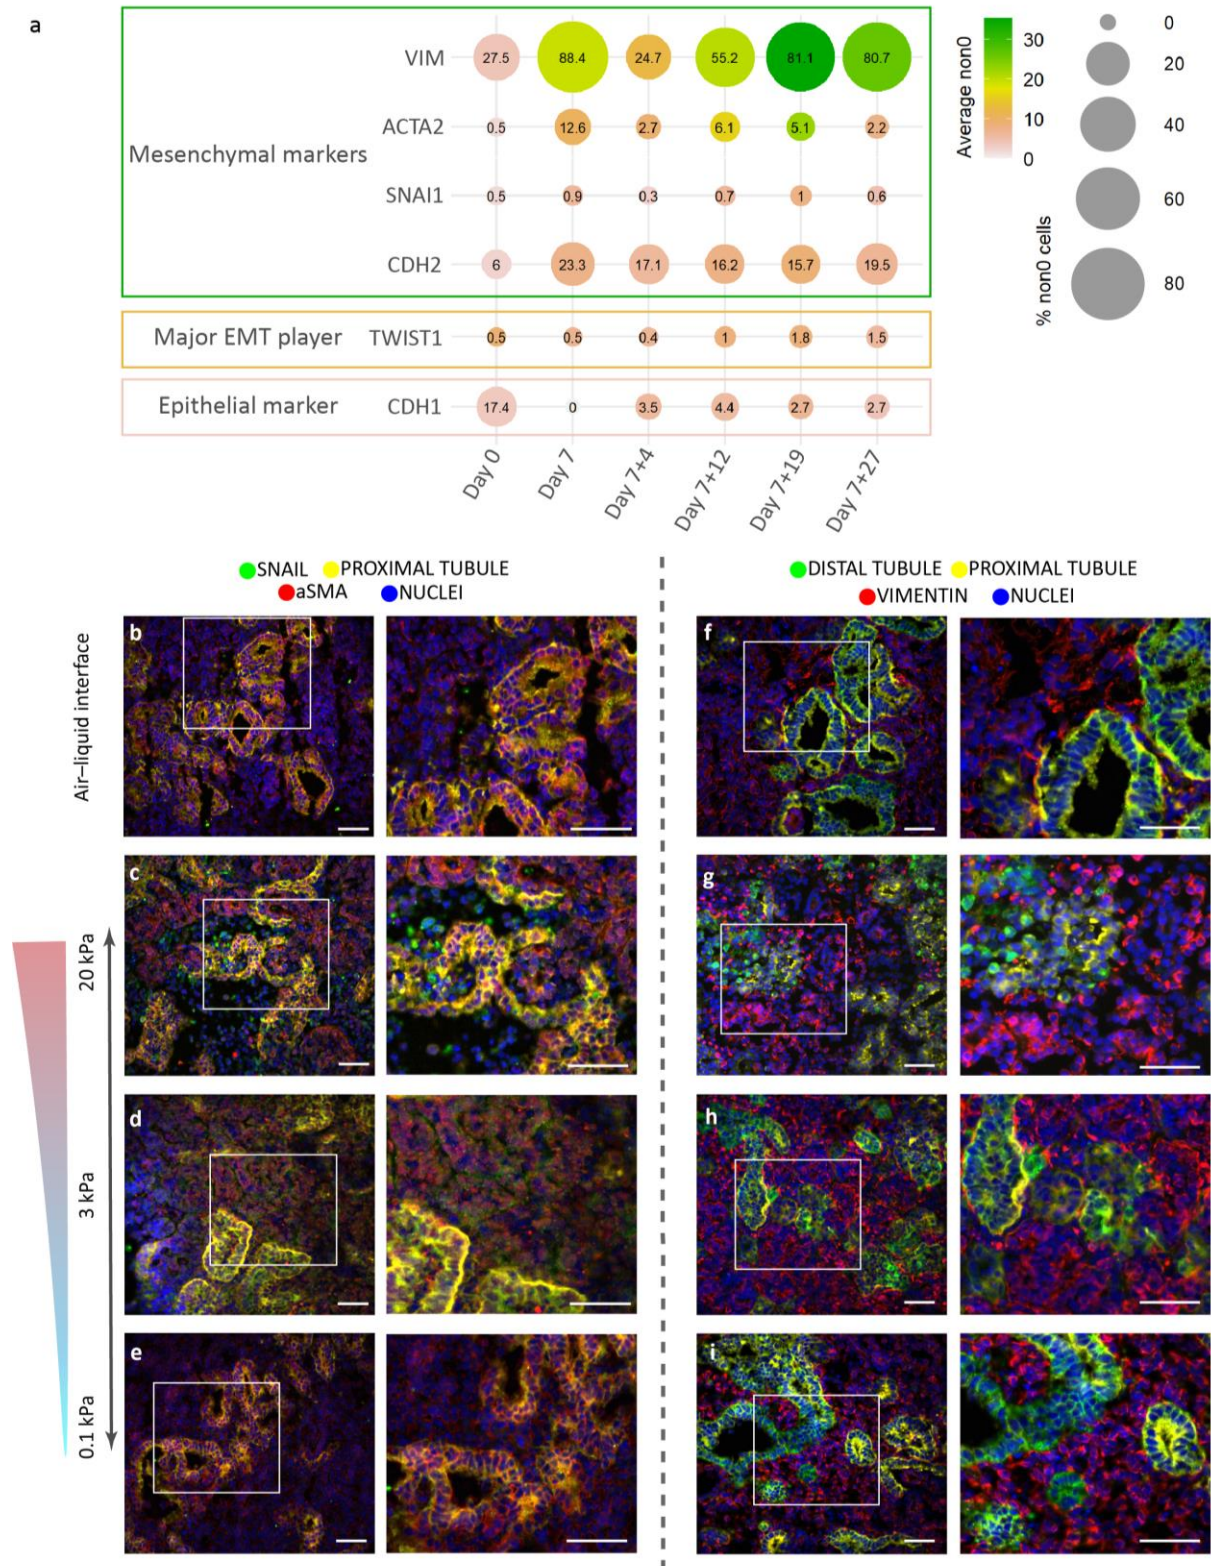 a
Mesenchymal markers
VIM 27.5 88.4 24.7 55.2 81.1 80.7
ACTA2 0.5 12.6 2.7 6.1 5.1 2.2
SNAI1 0.5 0.9 0.3 0.7 1 0.6
CDH2 6 23.3 17.1 16.2 15.7 19.5
Major EMT player TWIST1 0.5 0.5 0.4 1 1.8 1.5
Epithelial marker CDH1 17.4 0 3.5 4.4 2.7 2.7
Day 0 Day 7 Day 7+4 Day 7+12 Day 7+19 Day 7+27
Average non0
30
20
10
0
% non0 cells
0
20
40
60
80
SNAIL PROXIMAL TUBULE
aSMA NUCLEI
DISTAL TUBULE PROXIMAL TUBULE
VIMENTIN NUCLEI
Air–liquid interface
b
f
20 kPa
c
g
3 kPa
d
h
0.1 kPa
e
i